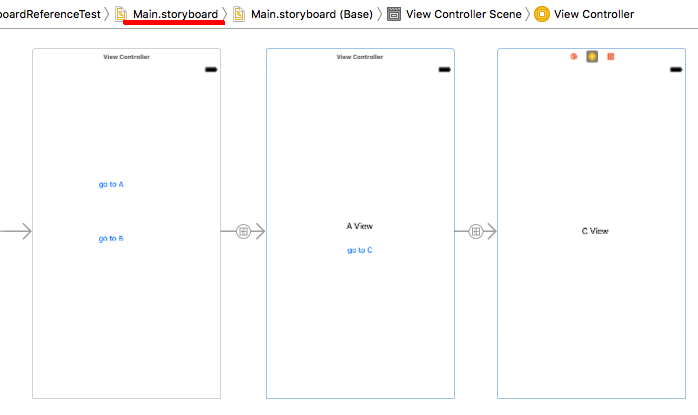 oardReferenceTest Main.storyboard Main.storyboard (Base) View Controller Scene View Controller
View Controller
View Controller
go to A
go to B
A View
go to C
C View